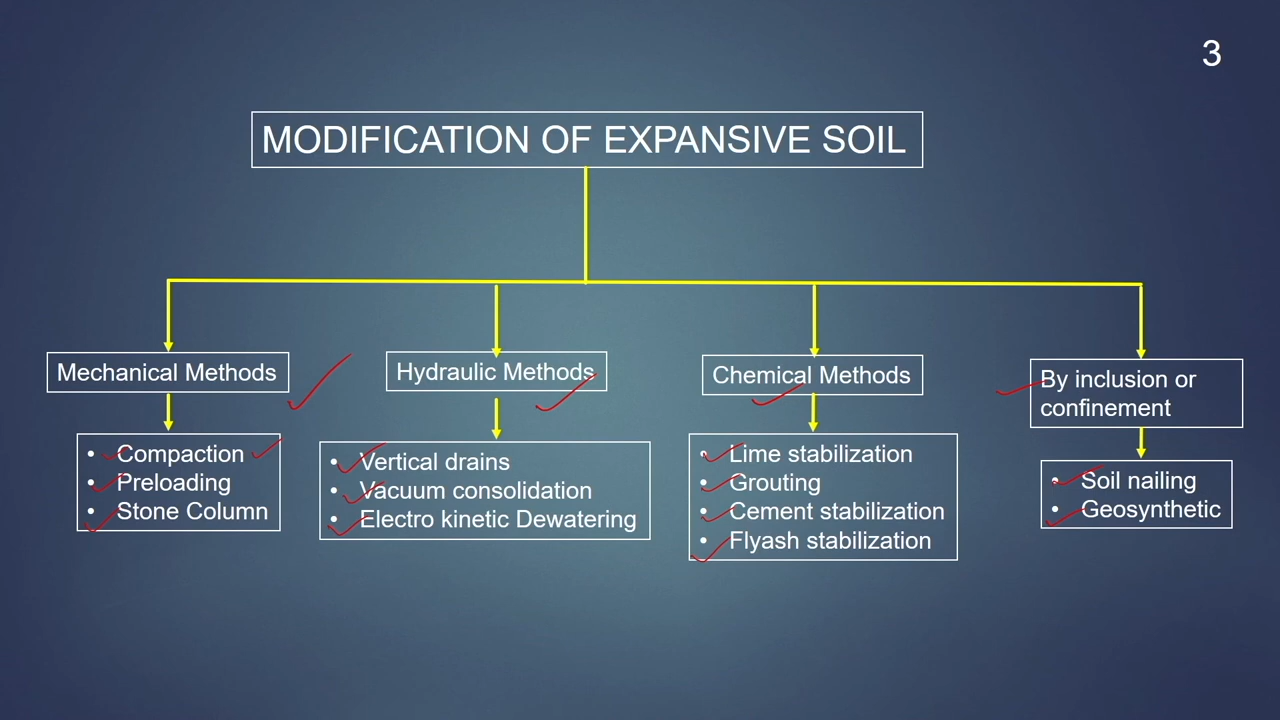 3
MODIFICATION OF EXPANSIVE SOIL
Mechanical Methods
• Compaction
• Preloading
• Stone Column
Hydraulic Methods
• Vertical drains
• Vacuum consolidation
• Electro kinetic Dewatering
Chemical Methods
• Lime stabilization
• Grouting
• Cement stabilization
• Flyash stabilization
By inclusion or
confinement
• Soil nailing
• Geosynthetic